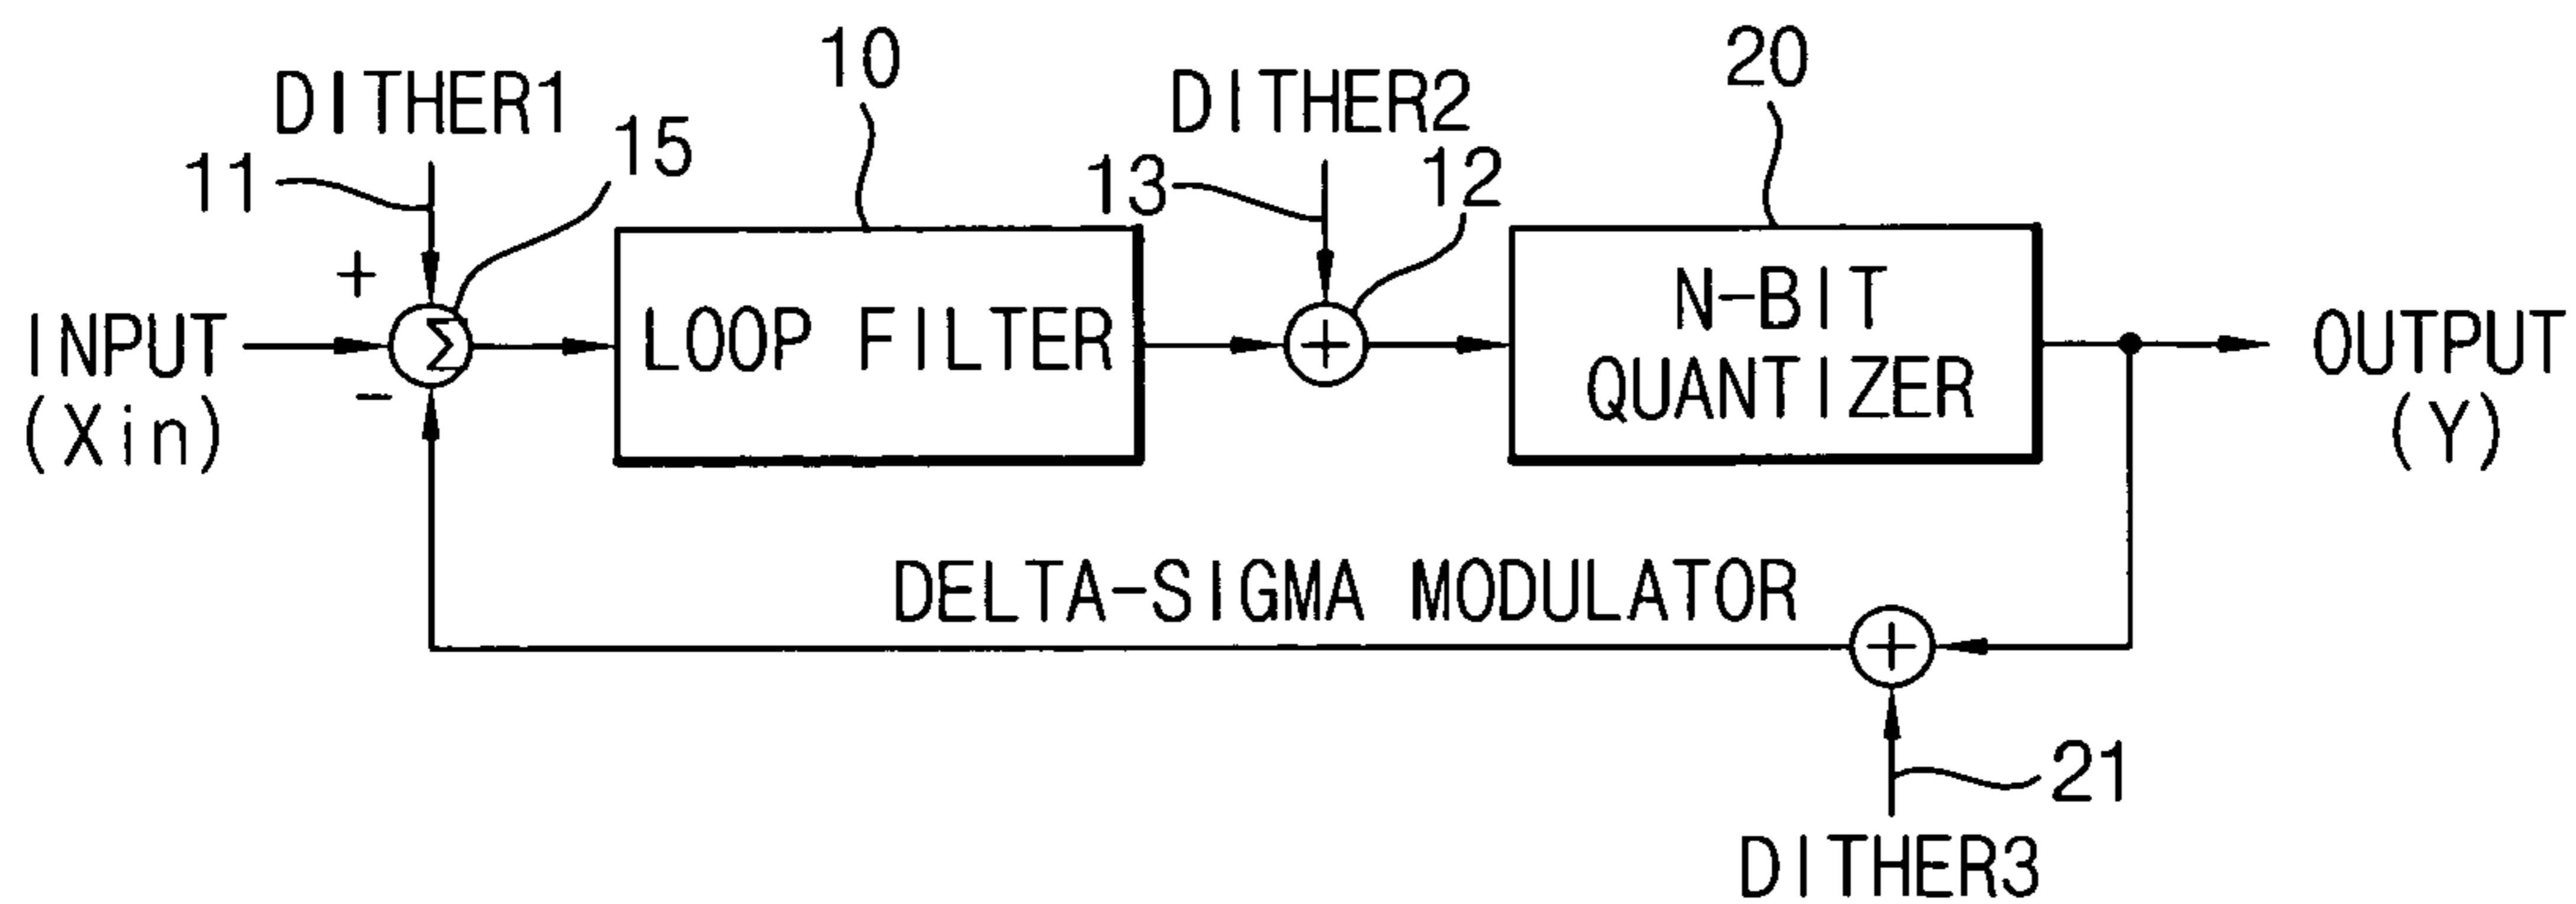 10
20
DITHER1
DITHER2
15
11
13
12
+
INPUT
(Xin)
-
Σ
LOOP FILTER
+
N-BIT
QUANTIZER
OUTPUT
(Y)
DELTA-SIGMA MODULATOR
+
21
DITHER3